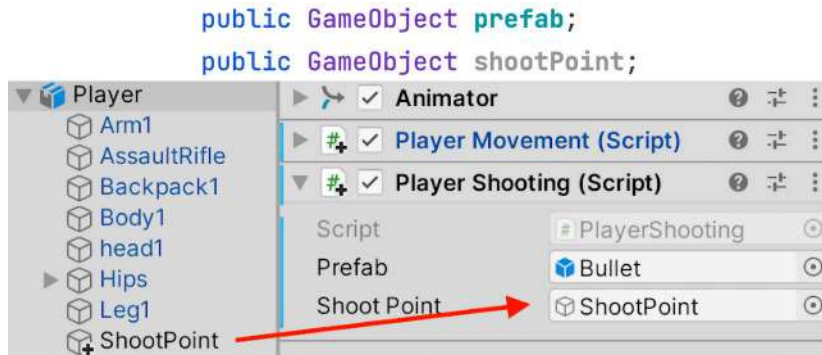 public GameObject prefab;
public GameObject shootPoint;
Player
Arm1
AssaultRifle
Backpack1
Body1
head1
Hips
Leg1
ShootPoint
Animator
Player Movement (Script)
Player Shooting (Script)
Script
# PlayerShooting
Prefab
Bullet
Shoot Point
ShootPoint